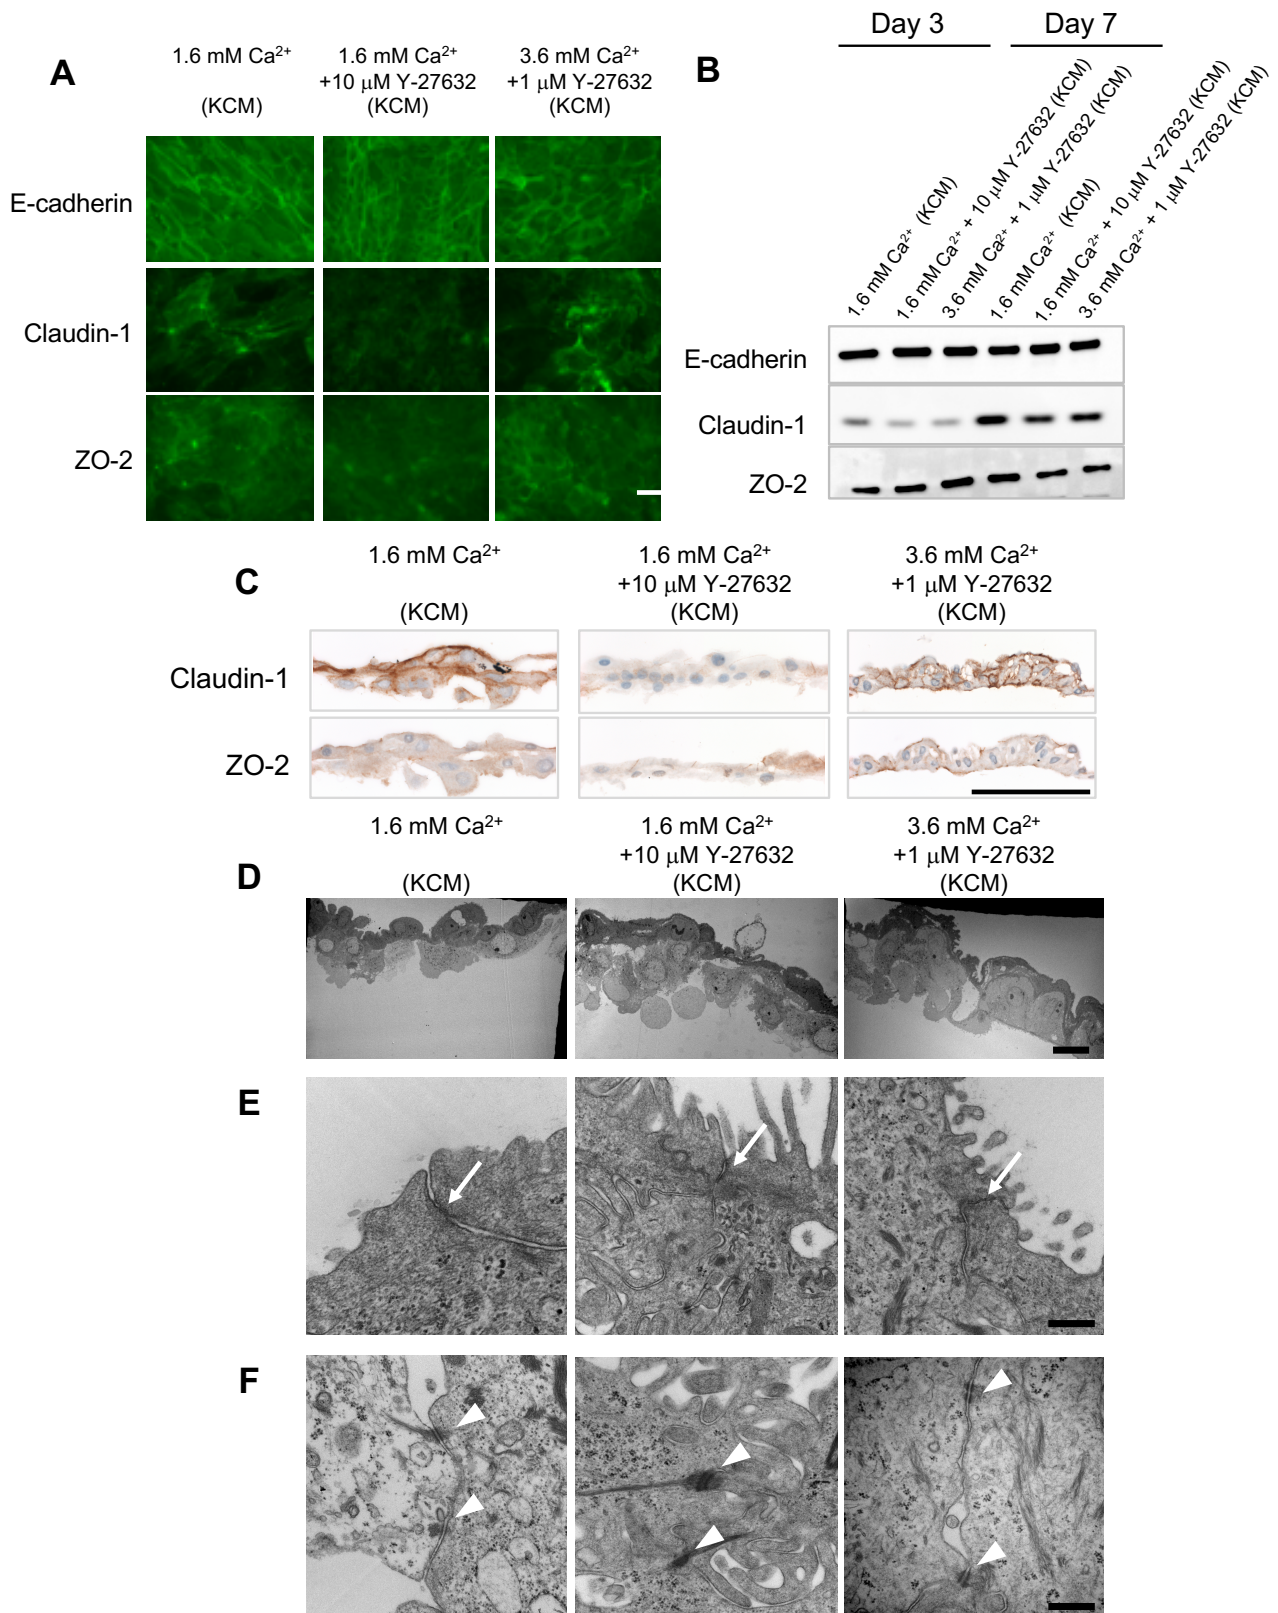 A
1.6 mM Ca²⁺
(KCM)
1.6 mM Ca²⁺
+10 μM Y-27632
(KCM)
3.6 mM Ca²⁺
+1 μM Y-27632
(KCM)
E-cadherin
Claudin-1
ZO-2
B
Day 3
Day 7
1.6 mM Ca²⁺ (KCM)
1.6 mM Ca²⁺ + 10 μM Y-27632 (KCM)
3.6 mM Ca²⁺ + 1 μM Y-27632 (KCM)
1.6 mM Ca²⁺ (KCM)
1.6 mM Ca²⁺ + 10 μM Y-27632 (KCM)
3.6 mM Ca²⁺ + 1 μM Y-27632 (KCM)
E-cadherin
Claudin-1
ZO-2
C
1.6 mM Ca²⁺
(KCM)
1.6 mM Ca²⁺
+10 μM Y-27632
(KCM)
3.6 mM Ca²⁺
+1 μM Y-27632
(KCM)
Claudin-1
ZO-2
D
1.6 mM Ca²⁺
(KCM)
1.6 mM Ca²⁺
+10 μM Y-27632
(KCM)
3.6 mM Ca²⁺
+1 μM Y-27632
(KCM)
E
F